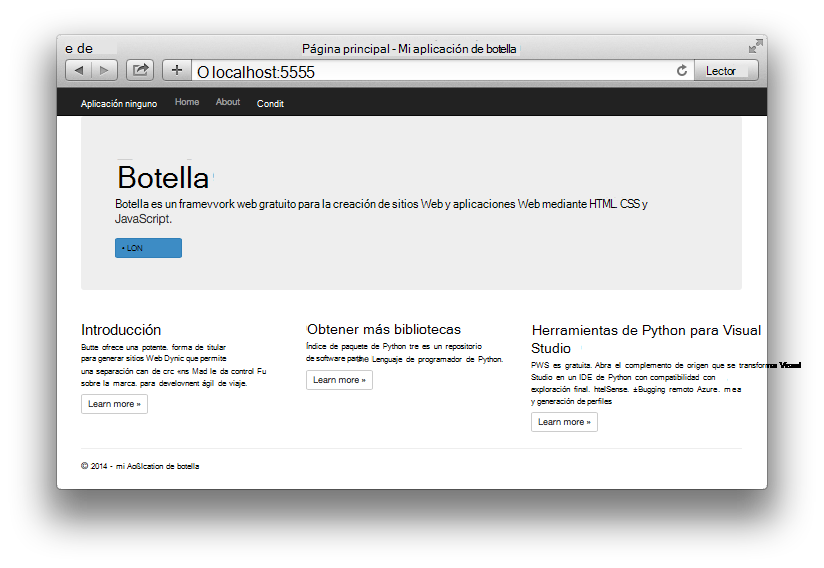 e de
Página principal - Mi aplicación de botella
localhost:5555
Lector
Aplicación ninguno Home About Condit
Botella
Botella es un framevvork web gratuito para la creación de sitios Web y aplicaciones Web mediante HTML CSS y
JavaScript.
• LON
Introducción
Butte ofrece una potente. forma de titular
para generar sitios Web Dynic que permite
una separación can de crc «ns Mad le da control Fu
sobre la marca. para develovnent ágil de viaje.
Learn more »
Obtener más bibliotecas
Índice de paquete de Python tre es un repositorio
de software Lenguaje de programador de Python.
Learn more »
Herramientas de Python para Visual
Studio
PWS es gratuita. Abra el complemento de origen que se transforma Visual
Studio en un IDE de Python con compatibilidad con
exploración final. htelSense. ±Bugging remoto Azure. m ea
y generación de perfiles
Learn more »
© 2014 - mi Aoßlcation de botella